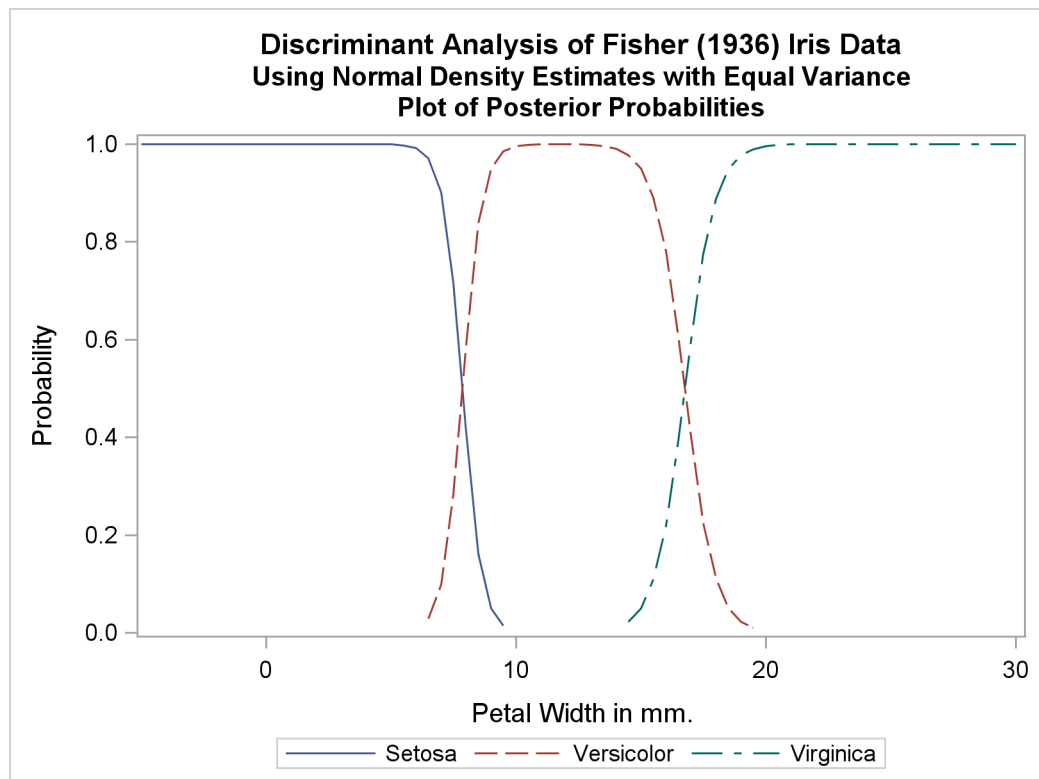 Discriminant Analysis of Fisher (1936) Iris Data
Using Normal Density Estimates with Equal Variance
Plot of Posterior Probabilities
1.0
0.8
0.6
0.4
0.2
0.0
Probability
0 10 20 30
Petal Width in mm.
Setosa Versicolor Virginica